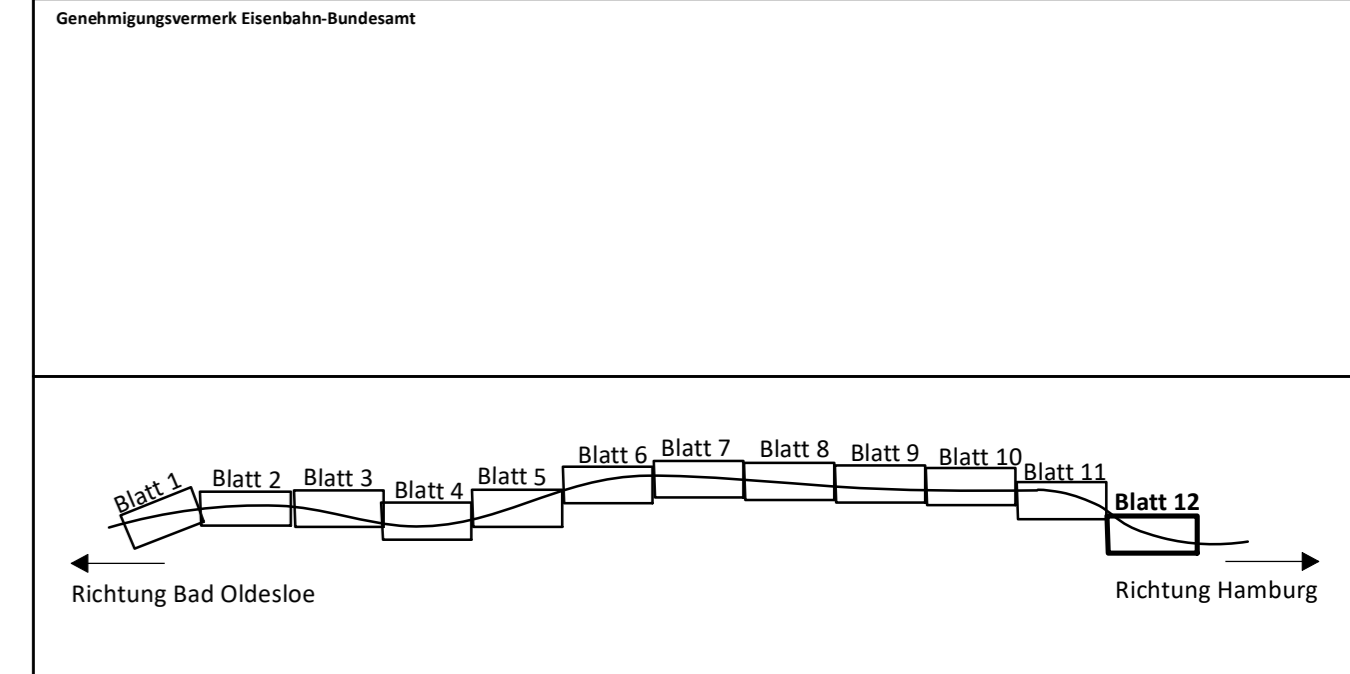 Genehmigungsvermerk Eisenbahn-Bundesamt
Blatt 1
Blatt 2
Blatt 3
Blatt 4
Blatt 5
Blatt 6
Blatt 7
Blatt 8
Blatt 9
Blatt 10
Blatt 11
Blatt 12
Richtung Bad Oldesloe
Richtung Hamburg